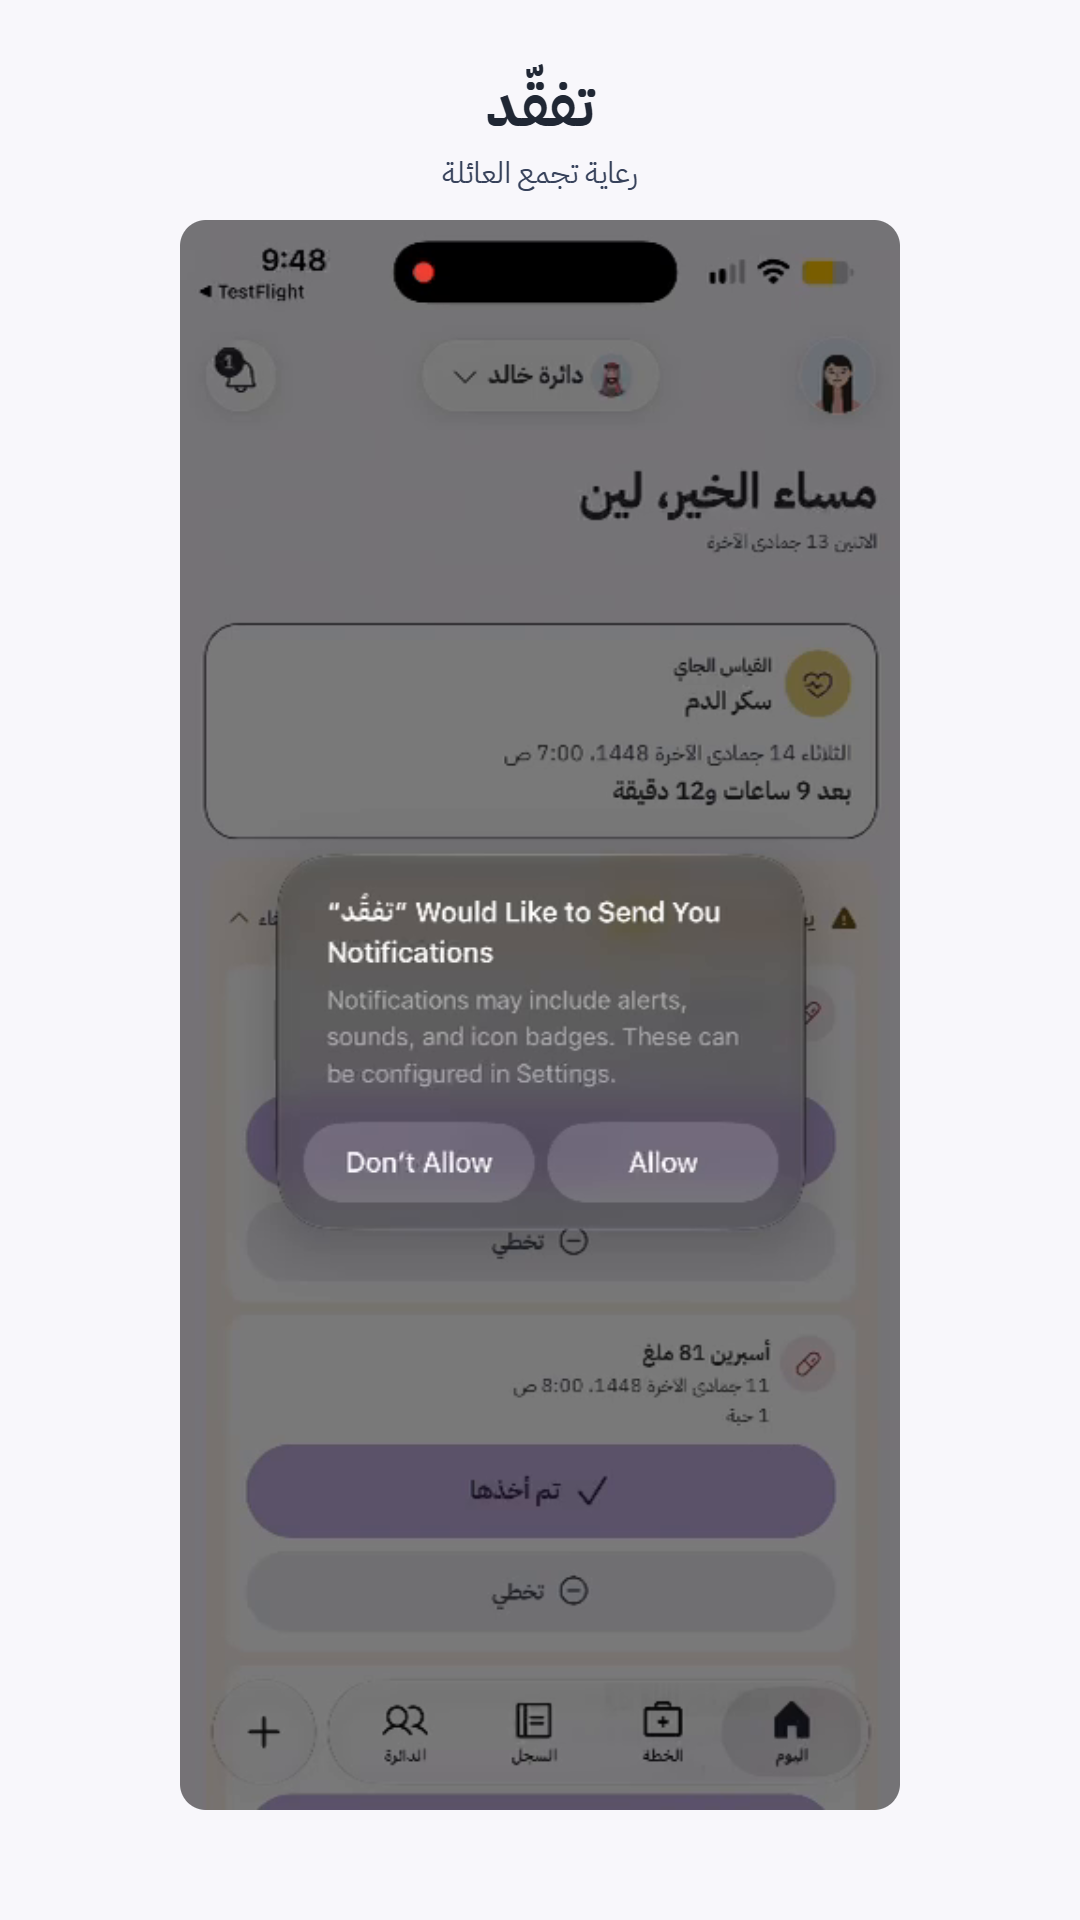 تفقّد
رعاية تجمع العائلة
9:48
TestFlight
1
دائرة خالد
مساء الخير، لين
الاثنين 13 جمادى الآخرة
القياس الجاي
سكر الدم
الثلاثاء 14 جمادى الآخرة 1448، 7:00 ص
بعد 9 ساعات و12 دقيقة
“تفقَّد” Would Like to Send You
Notifications
Notifications may include alerts,
sounds, and icon badges. These can
be configured in Settings.
Don’t Allow
Allow
تخطي
أسبرين 81 ملغ
11 جمادى الآخرة 1448، 8:00 ص
1 حبة
تم أخذها
تخطي
اليوم
الخطة
السجل
الدائرة